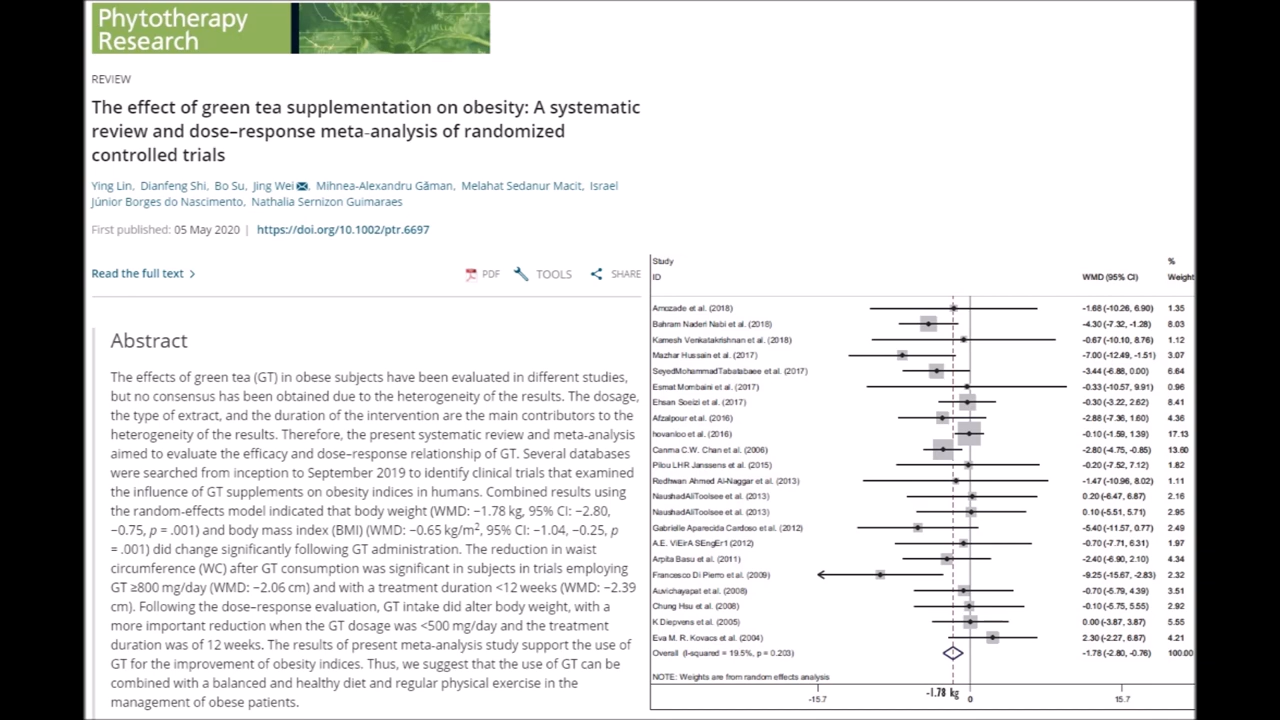 Phytotherapy
Research
REVIEW
The effect of green tea supplementation on obesity: A systematic
review and dose–response meta-analysis of randomized
controlled trials
Ying Lin, Dianfeng Shi, Bo Su, Jing Wei, Mihnea-Alexandru Găman, Melahat Sedanur Macit, Israel
Júnior Borges do Nascimento, Nathalia Sernizon Guimaraes
First published: 05 May 2020 | https://doi.org/10.1002/ptr.6697
Read the full text >
PDF TOOLS SHARE
Abstract
The effects of green tea (GT) in obese subjects have been evaluated in different studies,
but no consensus has been obtained due to the heterogeneity of the results. The dosage,
the type of extract, and the duration of the intervention are the main contributors to the
heterogeneity of the results. Therefore, the present systematic review and meta-analysis
aimed to evaluate the efficacy and dose–response relationship of GT. Several databases
were searched from inception to September 2019 to identify clinical trials that examined
the influence of GT supplements on obesity indices in humans. Combined results using
the random-effects model indicated that body weight (WMD: −1.78 kg, 95% CI: −2.80,
−0.75, p = .001) and body mass index (BMI) (WMD: −0.65 kg/m², 95% CI: −1.04, −0.25, p
= .001) did change significantly following GT administration. The reduction in waist
circumference (WC) after GT consumption was significant in subjects in trials employing
GT ≥800 mg/day (WMD: −2.06 cm) and with a treatment duration <12 weeks (WMD: −2.39
cm). Following the dose–response evaluation, GT intake did alter body weight, with a
more important reduction when the GT dosage was <500 mg/day and the treatment
duration was of 12 weeks. The results of present meta-analysis study support the use of
GT for the improvement of obesity indices. Thus, we suggest that the use of GT can be
combined with a balanced and healthy diet and regular physical exercise in the
management of obese patients.
Study %
ID WMD (95% CI) Weight
Amozade et al. (2018) -1.68 (-10.26, 6.90) 1.35
Bahram Naderi Nabi et al. (2018) -4.30 (-7.32, -1.28) 8.03
Kamesh Venkatakrishnan et al. (2018) -0.67 (-10.10, 8.76) 1.12
Mazhar Hussain et al. (2017) -7.00 (-12.49, -1.51) 3.07
SeyedMohammadTabatabaee et al. (2017) -3.44 (-6.88, 0.00) 6.64
Esmat Mombaini et al. (2017) -0.33 (-10.57, 9.91) 0.96
Ehsan Soeizi et al. (2017) -0.30 (-3.22, 2.62) 8.41
Afzalpour et al. (2016) -2.88 (-7.36, 1.60) 4.36
hovanloo et al. (2016) -0.10 (-1.59, 1.39) 17.13
Canma C.W. Chan et al. (2006) -2.80 (-4.75, -0.85) 13.60
Pilou LHR Janssens et al. (2015) -0.20 (-7.52, 7.12) 1.82
Redhwan Ahmed Al-Naggar et al. (2013) -1.47 (-10.96, 8.02) 1.11
NaushadAliToolsee et al. (2013) 0.20 (-6.47, 6.87) 2.16
NaushadAliToolsee et al. (2013) 0.10 (-5.51, 5.71) 2.95
Gabrielle Aparecida Cardoso et al. (2012) -5.40 (-11.57, 0.77) 2.49
A.E. ViEirA SEngEr1 (2012) -0.70 (-7.71, 6.31) 1.97
Arpita Basu et al. (2011) -2.40 (-6.90, 2.10) 4.34
Francesco Di Pierro et al. (2009) -9.25 (-15.67, -2.83) 2.32
Auvichayapat et al. (2008) -0.70 (-5.79, 4.39) 3.51
Chung Hsu et al. (2008) -0.10 (-5.75, 5.55) 2.92
K Diepvens et al. (2005) 0.00 (-3.87, 3.87) 5.55
Eva M. R. Kovacs et al. (2004) 2.30 (-2.27, 6.87) 4.21
Overall (I-squared = 19.5%, p = 0.203) -1.78 (-2.80, -0.76) 100.00
NOTE: Weights are from random effects analysis
-1.78 kg
-15.7 0 15.7